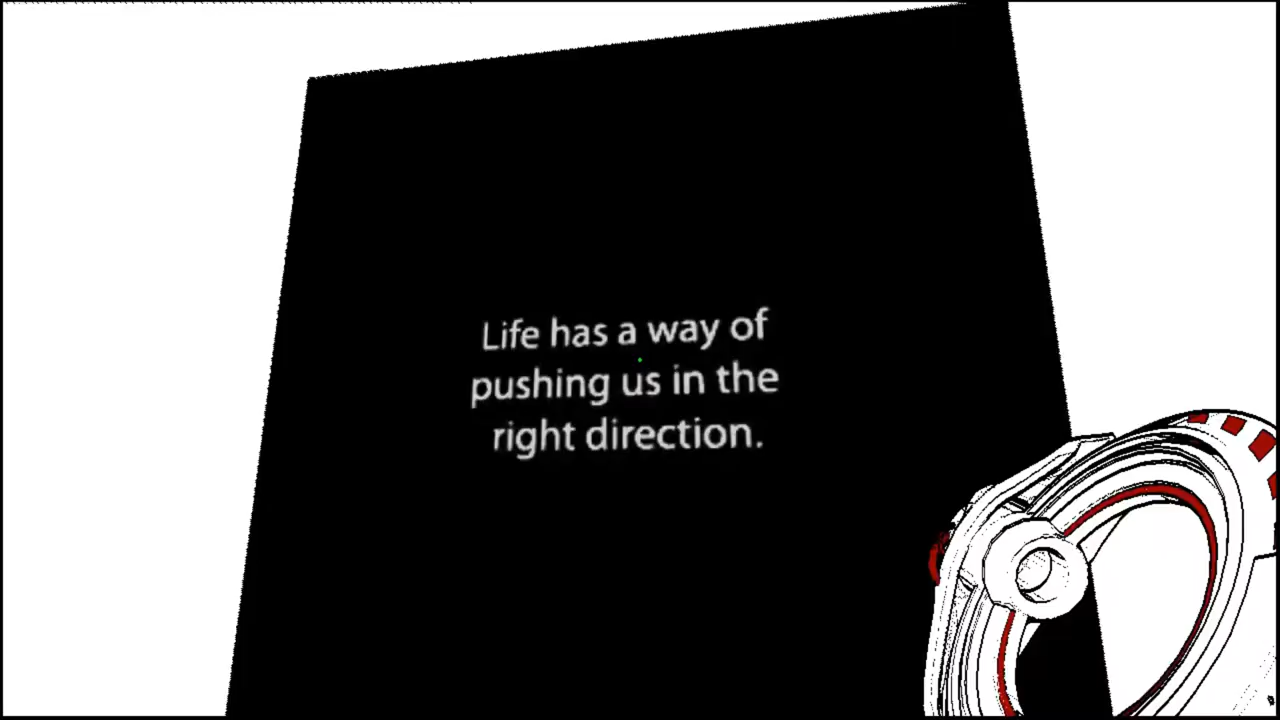 Life has a way of
pushing us in the
right direction.